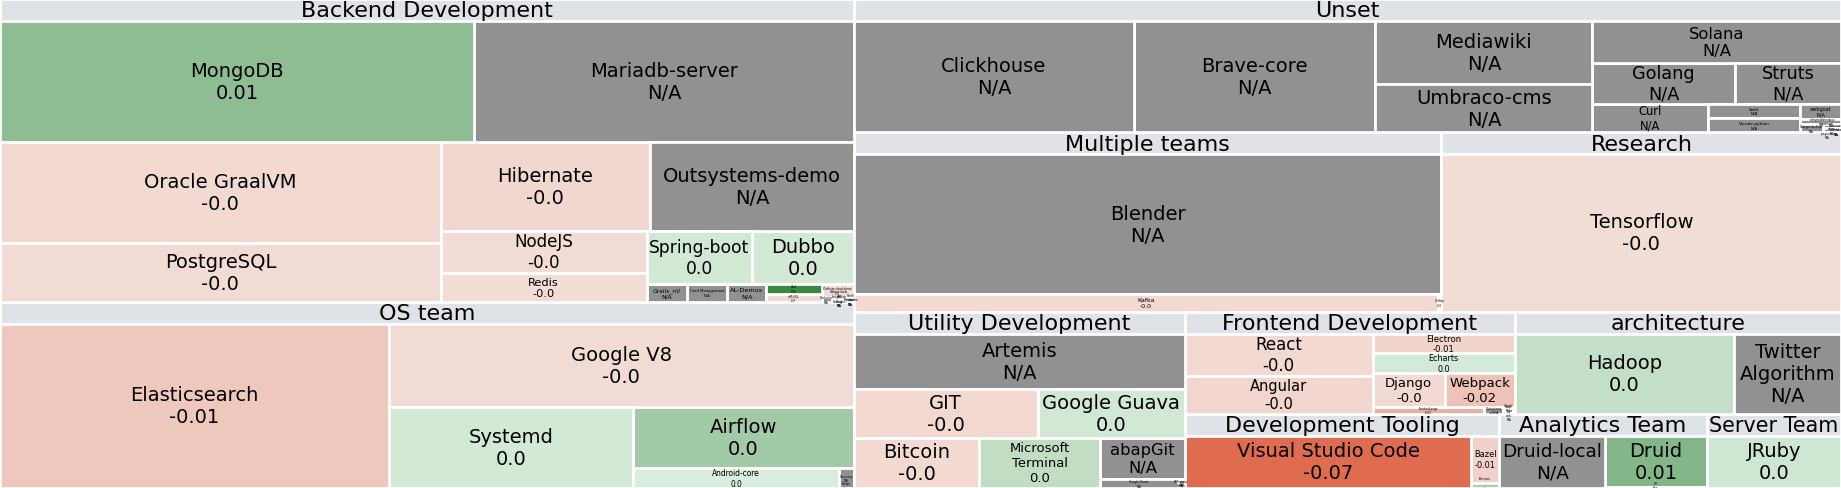 Backend Development
MongoDB
0.01
Mariadb-server
N/A
Oracle GraalVM
-0.0
PostgreSQL
-0.0
Hibernate
-0.0
Outsystems-demo
N/A
NodeJS
-0.0
Redis
-0.0
Spring-boot
0.0
Dubbo
0.0
Grails_nV
N/A
Card Management
N/A
AL-Demos
N/A
OS team
Elasticsearch
-0.01
Google V8
-0.0
Systemd
0.0
Airflow
0.0
Android-core
0.0
Unset
Clickhouse
N/A
Brave-core
N/A
Mediawiki
N/A
Umbraco-cms
N/A
Solana
N/A
Golang
N/A
Struts
N/A
Curl
N/A
Vscode-python
N/A
webgoat
N/A
Multiple teams
Blender
N/A
Kafka
-0.0
Research
Tensorflow
-0.0
Utility Development
Artemis
N/A
GIT
-0.0
Google Guava
0.0
Bitcoin
-0.0
Microsoft
Terminal
0.0
abapGit
N/A
Frontend Development
React
-0.0
Angular
-0.0
Electron
-0.01
Echarts
0.0
Django
-0.0
Webpack
-0.02
architecture
Hadoop
0.0
Twitter
Algorithm
N/A
Development Tooling
Visual Studio Code
-0.07
Bazel
-0.01
Analytics Team
Druid-local
N/A
Druid
0.01
Server Team
JRuby
0.0